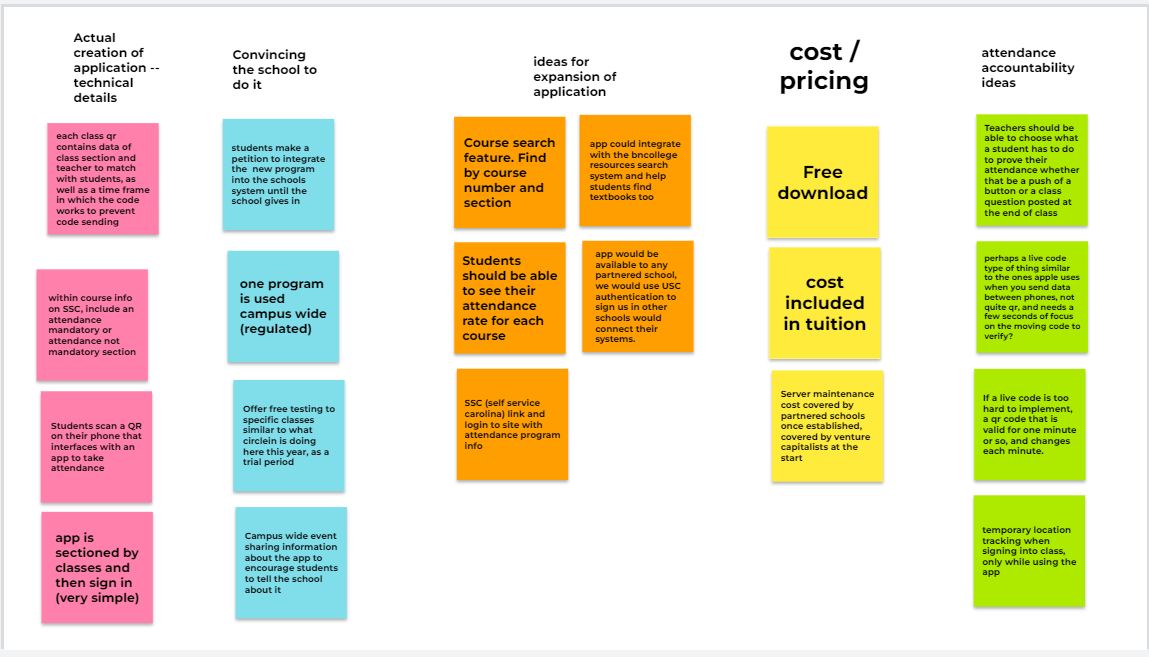 Actual
creation of
application --
technical
details
each class qr
contains data of
class section and
teacher to match
with students, as
well as a time frame
in which the code
works to prevent
code sending
within course info
on SSC, include an
attendance
mandatory or
attendance not
mandatory section
Students scan a QR
on their phone that
interfaces with an
app to take
attendance
app is
sectioned by
classes and
then sign in
(very simple)
Convincing
the school to
do it
students make a
petition to integrate
the new program
into the schools
system until the
school gives in
one program
is used
campus wide
(regulated)
Offer free testing to
specific classes
similar to what
circlein is doing
here this year, as a
trial period
Campus wide event
sharing information
about the app to
encourage students
to tell the school
about it
ideas for
expansion of
application
Course search
feature. Find
by course
number and
section
app could integrate
with the bncollege
resources search
system and help
students find
textbooks too
Students
should be able
to see their
attendance
rate for each
course
app would be
available to any
partnered school,
we would use USC
authentication to
sign us in other
schools would
connect their
systems.
SSC (self service
carolina) link and
login to site with
attendance program
info
cost /
pricing
Free
download
cost
included
in tuition
Server maintenance
cost covered by
partnered schools
once established,
covered by venture
capitalists at the
start
attendance
accountability
ideas
Teachers should be
able to choose what
a student has to do
to prove their
attendance whether
that be a push of a
button or a class
question posted at
the end of class
perhaps a live code
type of thing similar
to the ones apple uses
when you send data
between phones, not
quite qr, and needs a
few seconds of focus
on the moving code to
verify?
If a live code is too
hard to implement,
a qr code that is
valid for one minute
or so, and changes
each minute.
temporary location
tracking when
signing into class,
only while using the
app